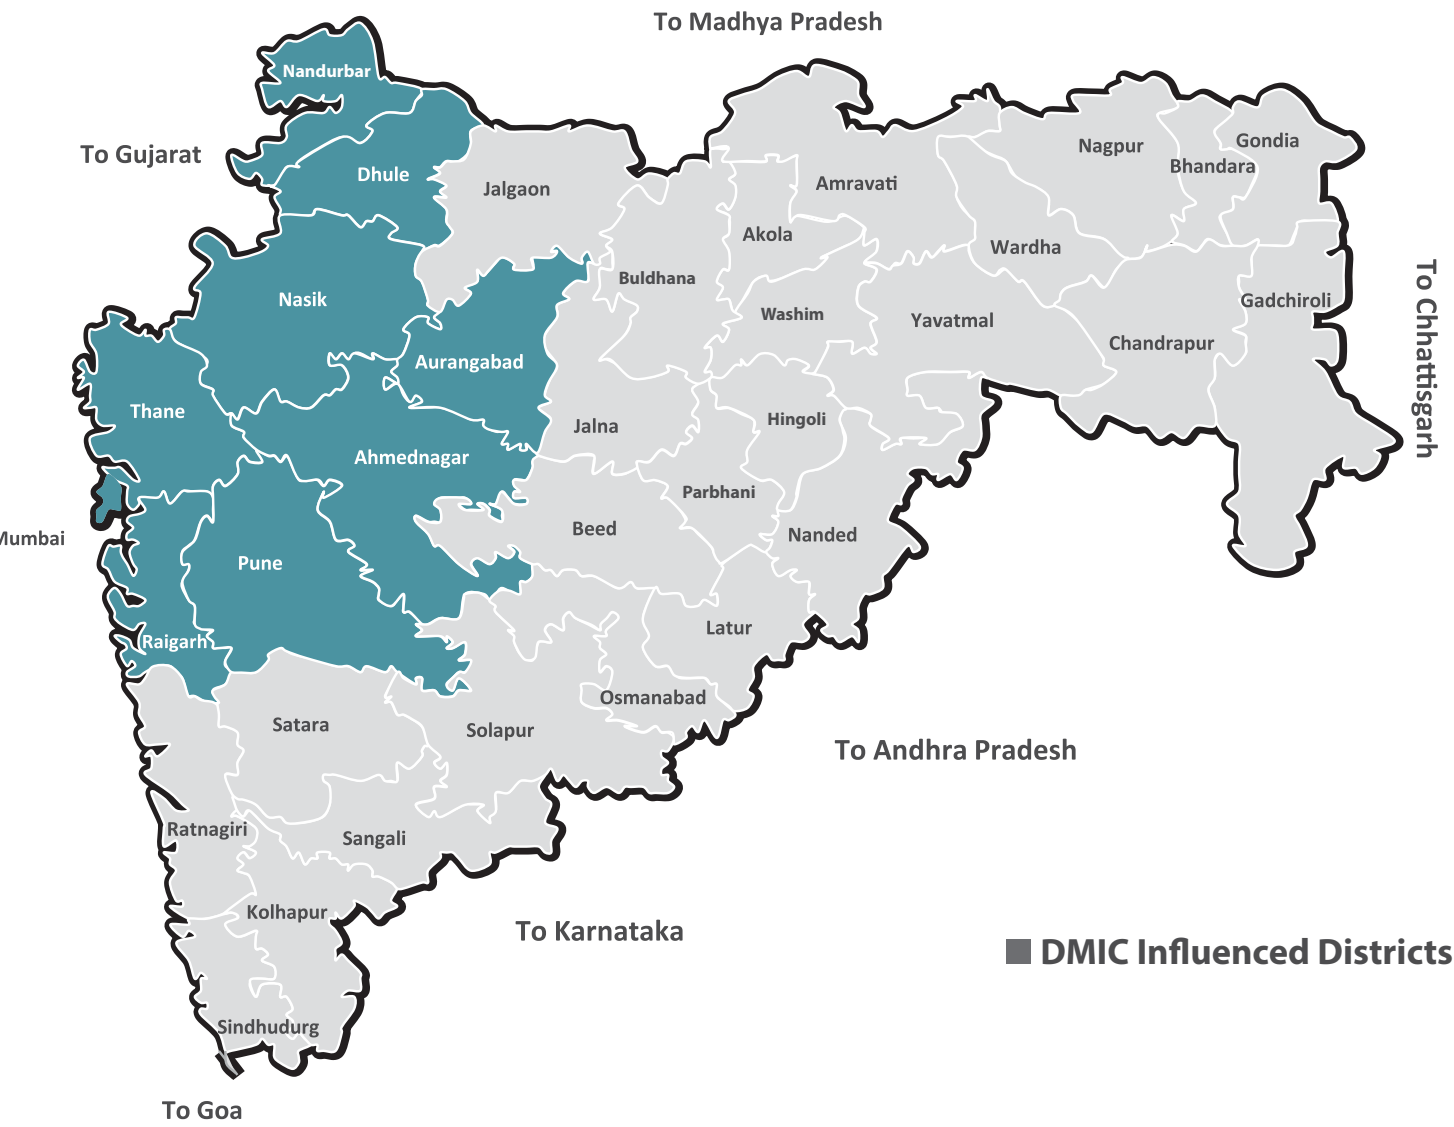 To Madhya Pradesh
Nandurbar
To Gujarat
Dhule
Jalgaon
Amravati
Nagpur
Bhandara
Gondia
Akola
Wardha
Buldhana
Nasik
Washim
Yavatmal
Gadchiroli
Chandrapur
To Chhattisgarh
Aurangabad
Thane
Jalna
Hingoli
Ahmednagar
Parbhani
Beed
Nanded
Mumbai
Pune
Raigarh
Latur
Osmanabad
Satara
Solapur
To Andhra Pradesh
Ratnagiri
Sangali
Kolhapur
To Karnataka
DMIC Influenced Districts
Sindhudurg
To Goa